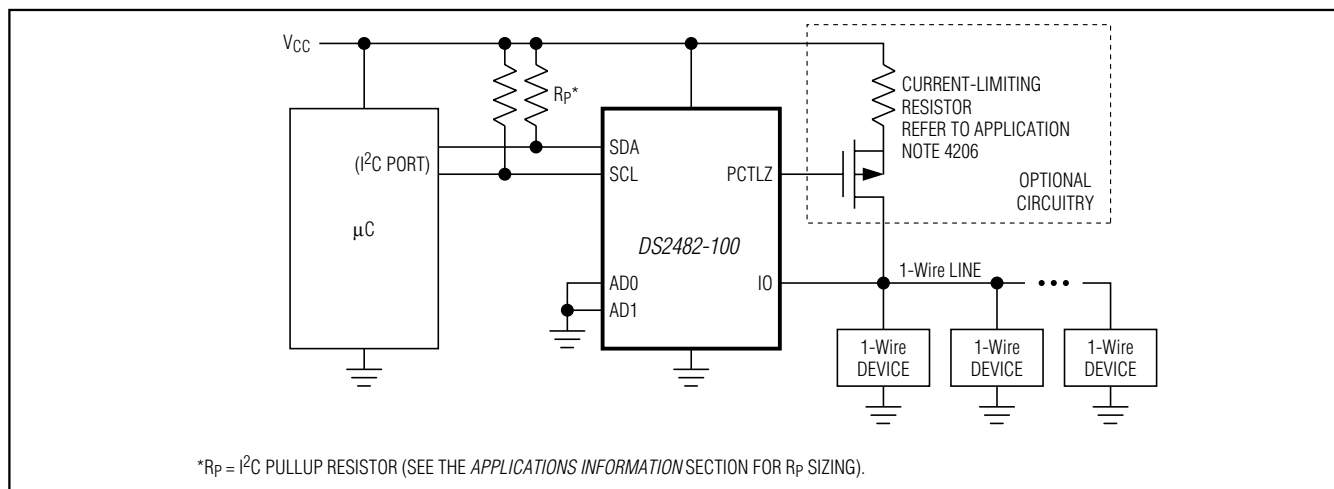 VCC
RP*
CURRENT-LIMITING
RESISTOR
REFER TO APPLICATION
NOTE 4206
OPTIONAL
CIRCUITRY
(I2C PORT)
µC
SDA
SCL
PCTLZ
DS2482-100
AD0
AD1
IO
1-Wire LINE
1-Wire
DEVICE
1-Wire
DEVICE
1-Wire
DEVICE
*RP = I2C PULLUP RESISTOR (SEE THE APPLICATIONS INFORMATION SECTION FOR RP SIZING).